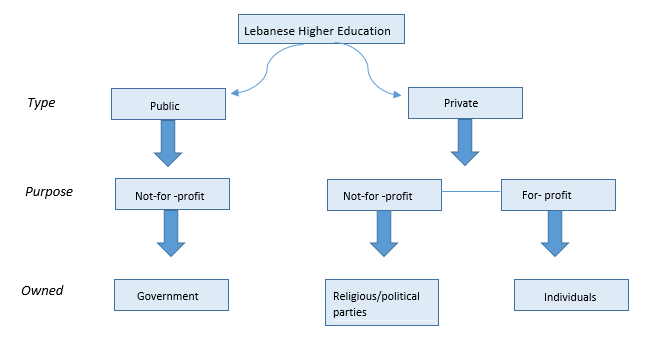 Lebanese Higher Education
Type
Public
Private
Purpose
Not-for -profit
Not-for -profit
For- profit
Owned
Government
Religious/political
parties
Individuals